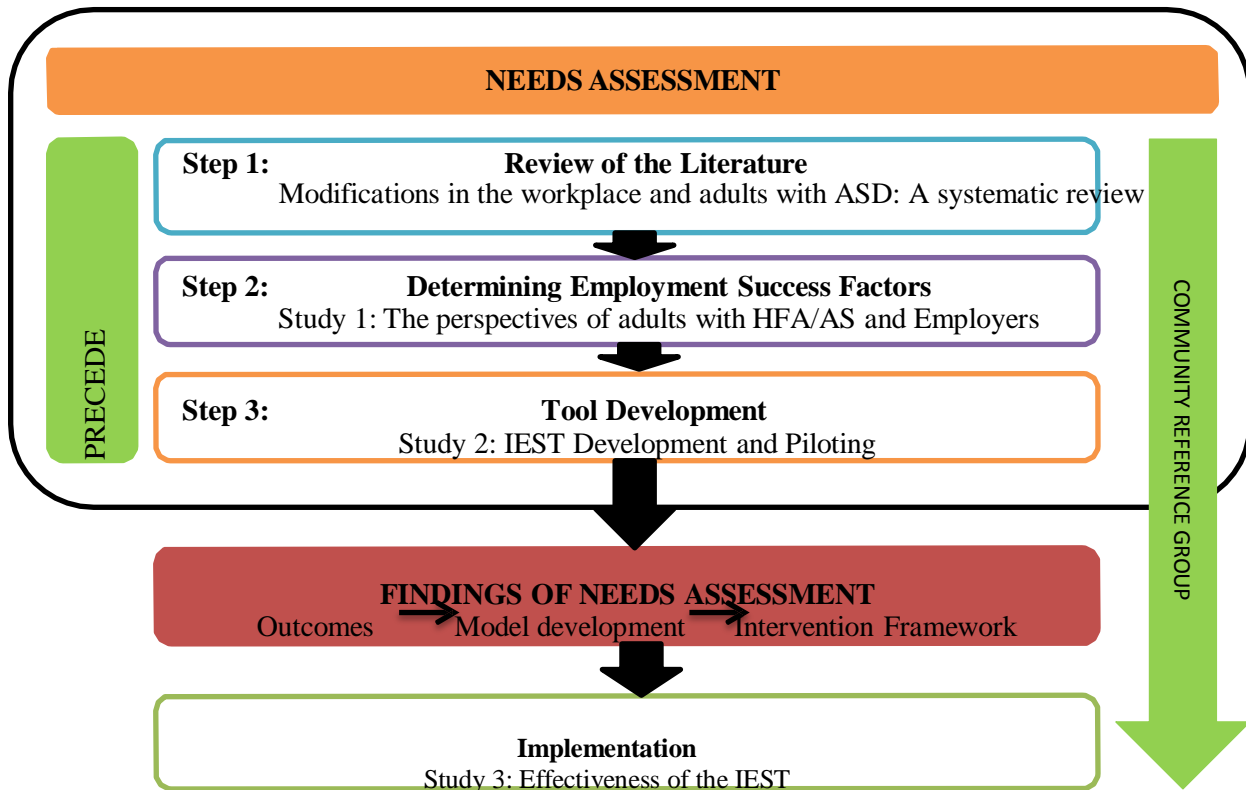 NEEDS ASSESSMENT
PRECEDE
Step 1: Review of the Literature
Modifications in the workplace and adults with ASD: A systematic review
Step 2: Determining Employment Success Factors
Study 1: The perspectives of adults with HFA/AS and Employers
Step 3: Tool Development
Study 2: IEST Development and Piloting
COMMUNITY REFERENCE GROUP
FINDINGS OF NEEDS ASSESSMENT
Outcomes Model development Intervention Framework
Implementation
Study 3: Effectiveness of the IEST